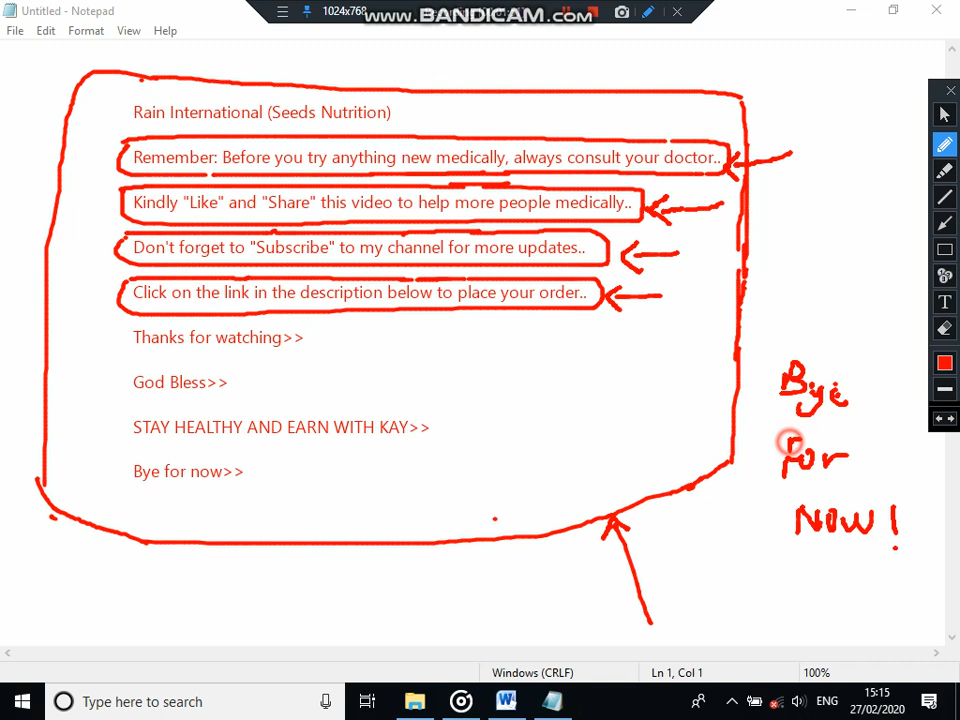 Untitled - Notepad
1024x768
www.BANDICAM.com
File Edit Format View Help
Rain International (Seeds Nutrition)
Remember: Before you try anything new medically, always consult your doctor..
Kindly "Like" and "Share" this video to help more people medically..
Don't forget to "Subscribe" to my channel for more updates..
Click on the link in the description below to place your order..
Thanks for watching>>
God Bless>>
STAY HEALTHY AND EARN WITH KAY>>
Bye for now>>
Bye
For
NOW!
Windows (CRLF) Ln 1, Col 1 100%
Type here to search
ENG
15:15
27/02/2020